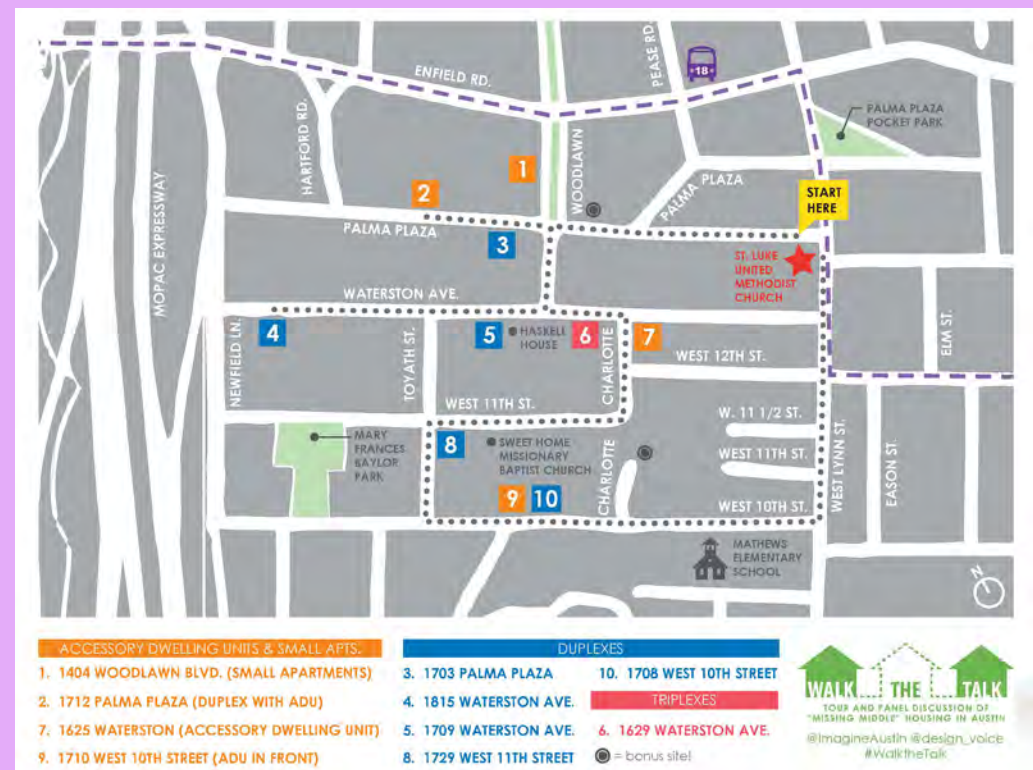 ENFIELD RD.
18
PEASE RD.
PALMA PLAZA
POCKET PARK
HARTFORD RD.
WOODLAWN
1
2
PALMA PLAZA
START
HERE
MOPAC EXPRESSWAY
PALMA PLAZA
3
ST. LUKE
UNITED
METHODIST
CHURCH
WATERSTON AVE.
NEWFIELD LN.
4
TOYATH ST.
5
HASKELL
HOUSE
6
CHARLOTTE
7
WEST 12TH ST.
ELM ST.
WEST 11TH ST.
W. 11 1/2 ST.
MARY
FRANCES
BAYLOR
PARK
8
SWEET HOME
MISSIONARY
BAPTIST CHURCH
CHARLOTTE
WEST 11TH ST.
WEST LYNN ST.
EASON ST.
9
10
WEST 10TH ST.
MATHEWS
ELEMENTARY
SCHOOL
N
ACCESSORY DWELLING UNITS & SMALL APTS.
1. 1404 WOODLAWN BLVD. (SMALL APARTMENTS)
2. 1712 PALMA PLAZA (DUPLEX WITH ADU)
7. 1625 WATERSTON (ACCESSORY DWELLING UNIT)
9. 1710 WEST 10TH STREET (ADU IN FRONT)
DUPLEXES
3. 1703 PALMA PLAZA
4. 1815 WATERSTON AVE.
5. 1709 WATERSTON AVE.
8. 1729 WEST 11TH STREET
10. 1708 WEST 10TH STREET
TRIPLEXES
6. 1629 WATERSTON AVE.
= bonus site!
WALK THE TALK
TOUR AND PANEL DISCUSSION OF
"MISSING MIDDLE" HOUSING IN AUSTIN
@ImagineAustin @design_voice
#WalktheTalk